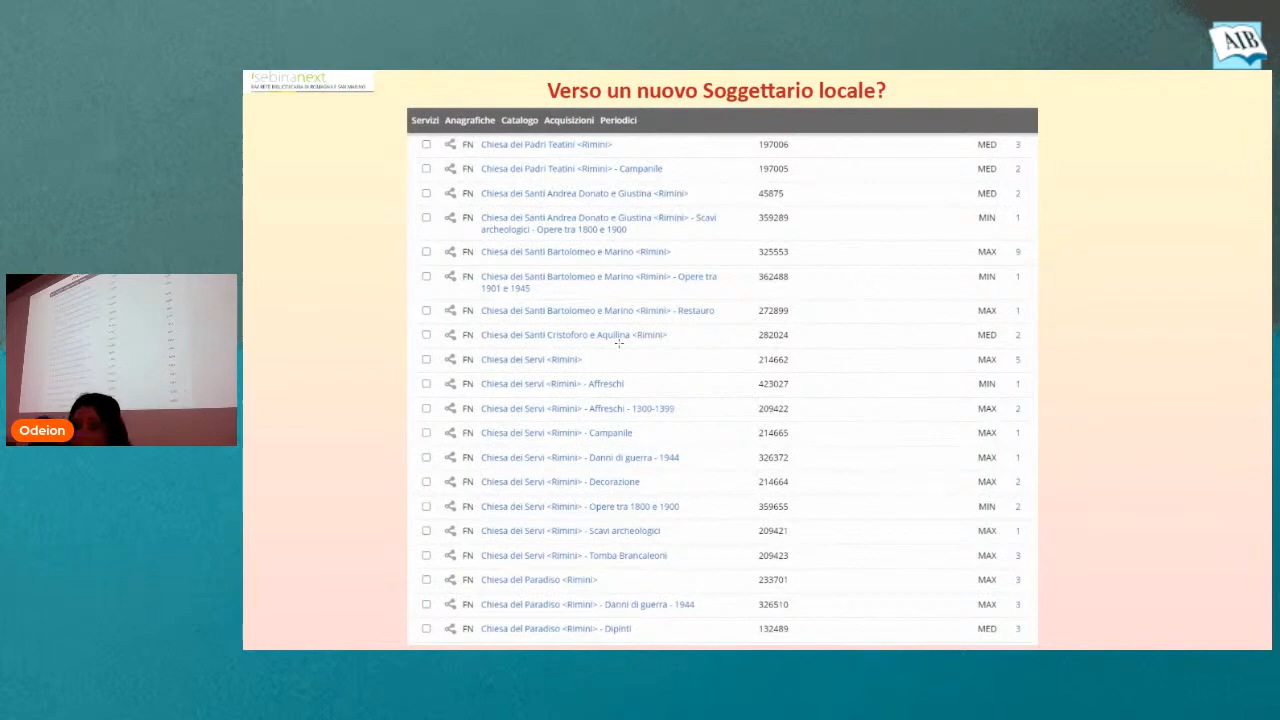 AIB
sebinanext
Verso un nuovo Soggettario locale?
Servizi Anagrafiche Catalogo Acquisizioni Periodici
FN Chiesa dei Padri Teatini <Rimini> 197006 MED 3
FN Chiesa dei Padri Teatini <Rimini> - Campanile 197005 MED 2
FN Chiesa dei Santi Andrea Donato e Giustina <Rimini> 45875 MED 2
FN Chiesa dei Santi Andrea Donato e Giustina <Rimini> - Scavi 359289 MIN 1
archeologici - Opere tra 1800 e 1900
FN Chiesa dei Santi Bartolomeo e Marino <Rimini> 325553 MAX 9
FN Chiesa dei Santi Bartolomeo e Marino <Rimini> - Opere tra 362488 MIN 1
1901 e 1945
FN Chiesa dei Santi Bartolomeo e Marino <Rimini> - Restauro 272899 MAX 1
FN Chiesa dei Santi Cristoforo e Aquilina <Rimini> 282024 MED 2
FN Chiesa dei Servi <Rimini> 214662 MAX 5
FN Chiesa dei servi <Rimini> - Affreschi 423027 MIN 1
FN Chiesa dei Servi <Rimini> - Affreschi - 1300-1399 209422 MAX 2
FN Chiesa dei Servi <Rimini> - Campanile 214665 MAX 1
FN Chiesa dei Servi <Rimini> - Danni di guerra - 1944 326372 MAX 1
FN Chiesa dei Servi <Rimini> - Decorazione 214664 MAX 2
FN Chiesa dei Servi <Rimini> - Opere tra 1800 e 1900 359655 MIN 2
FN Chiesa dei Servi <Rimini> - Scavi archeologici 209421 MAX 1
FN Chiesa dei Servi <Rimini> - Tomba Brancaleoni 209423 MAX 3
FN Chiesa del Paradiso <Rimini> 233701 MAX 3
FN Chiesa del Paradiso <Rimini> - Danni di guerra - 1944 326510 MAX 3
FN Chiesa del Paradiso <Rimini> - Dipinti 132489 MED 3
Odeion